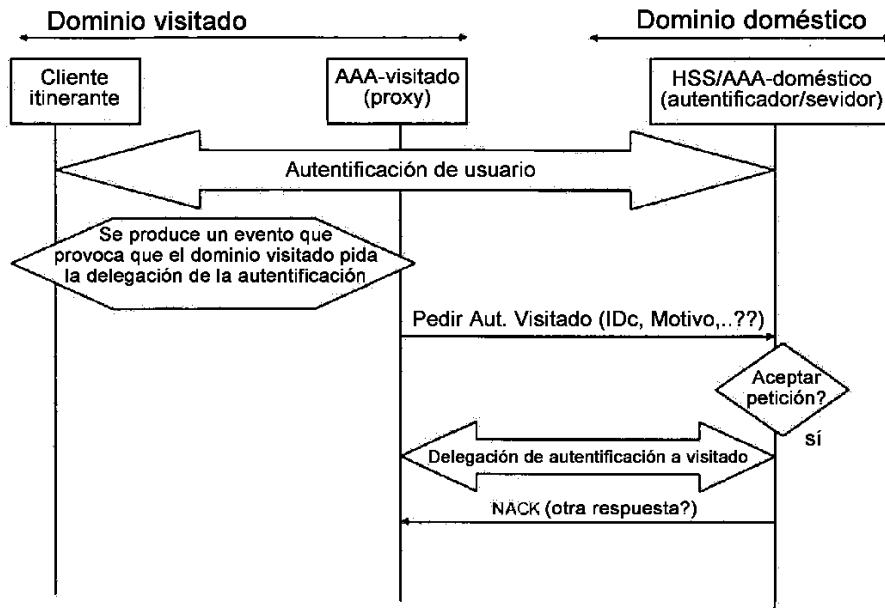 Dominio visitado
Dominio doméstico
Cliente
itinerante
AAA-visitado
(proxy)
HSS/AAA-doméstico
(autentificador/sevidor)
Autentificación de usuario
Se produce un evento que
provoca que el dominio visitado pida
la delegación de la autentificación
Pedir Aut. Visitado (IDc, Motivo,..??)
Aceptar
petición?
sí
Delegación de autentificación a visitado
NACK (otra respuesta?)